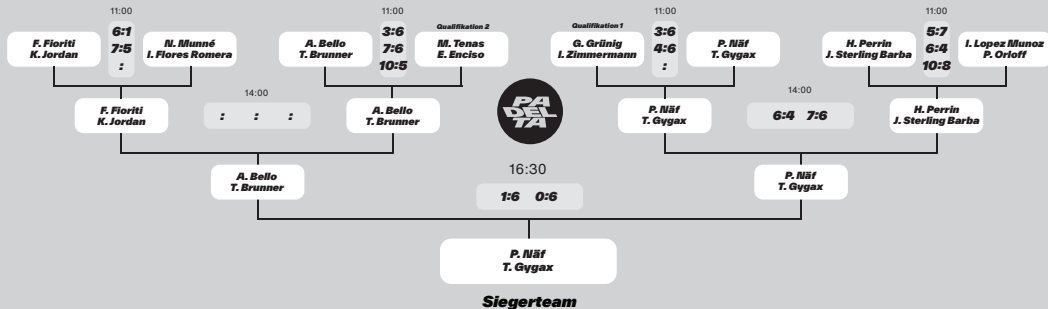 11:00
11:00
11:00
11:00
Qualifikation 2
Qualifikation 1
F. Fioriti
K. Jordan
6:1
7:5
:
N. Munné
I. Flores Romera
A. Bello
T. Brunner
3:6
7:6
10:5
M. Tenas
E. Enciso
G. Grünig
I. Zimmermann
3:6
4:6
:
P. Näf
T. Gygax
H. Perrin
J. Sterling Barba
5:7
6:4
10:8
I. Lopez Munoz
P. Orloff
F. Fioriti
K. Jordan
14:00
: : :
A. Bello
T. Brunner
PA
DEL
TA
P. Näf
T. Gygax
14:00
6:4 7:6
H. Perrin
J. Sterling Barba
A. Bello
T. Brunner
16:30
1:6 0:6
P. Näf
T. Gygax
P. Näf
T. Gygax
Siegerteam